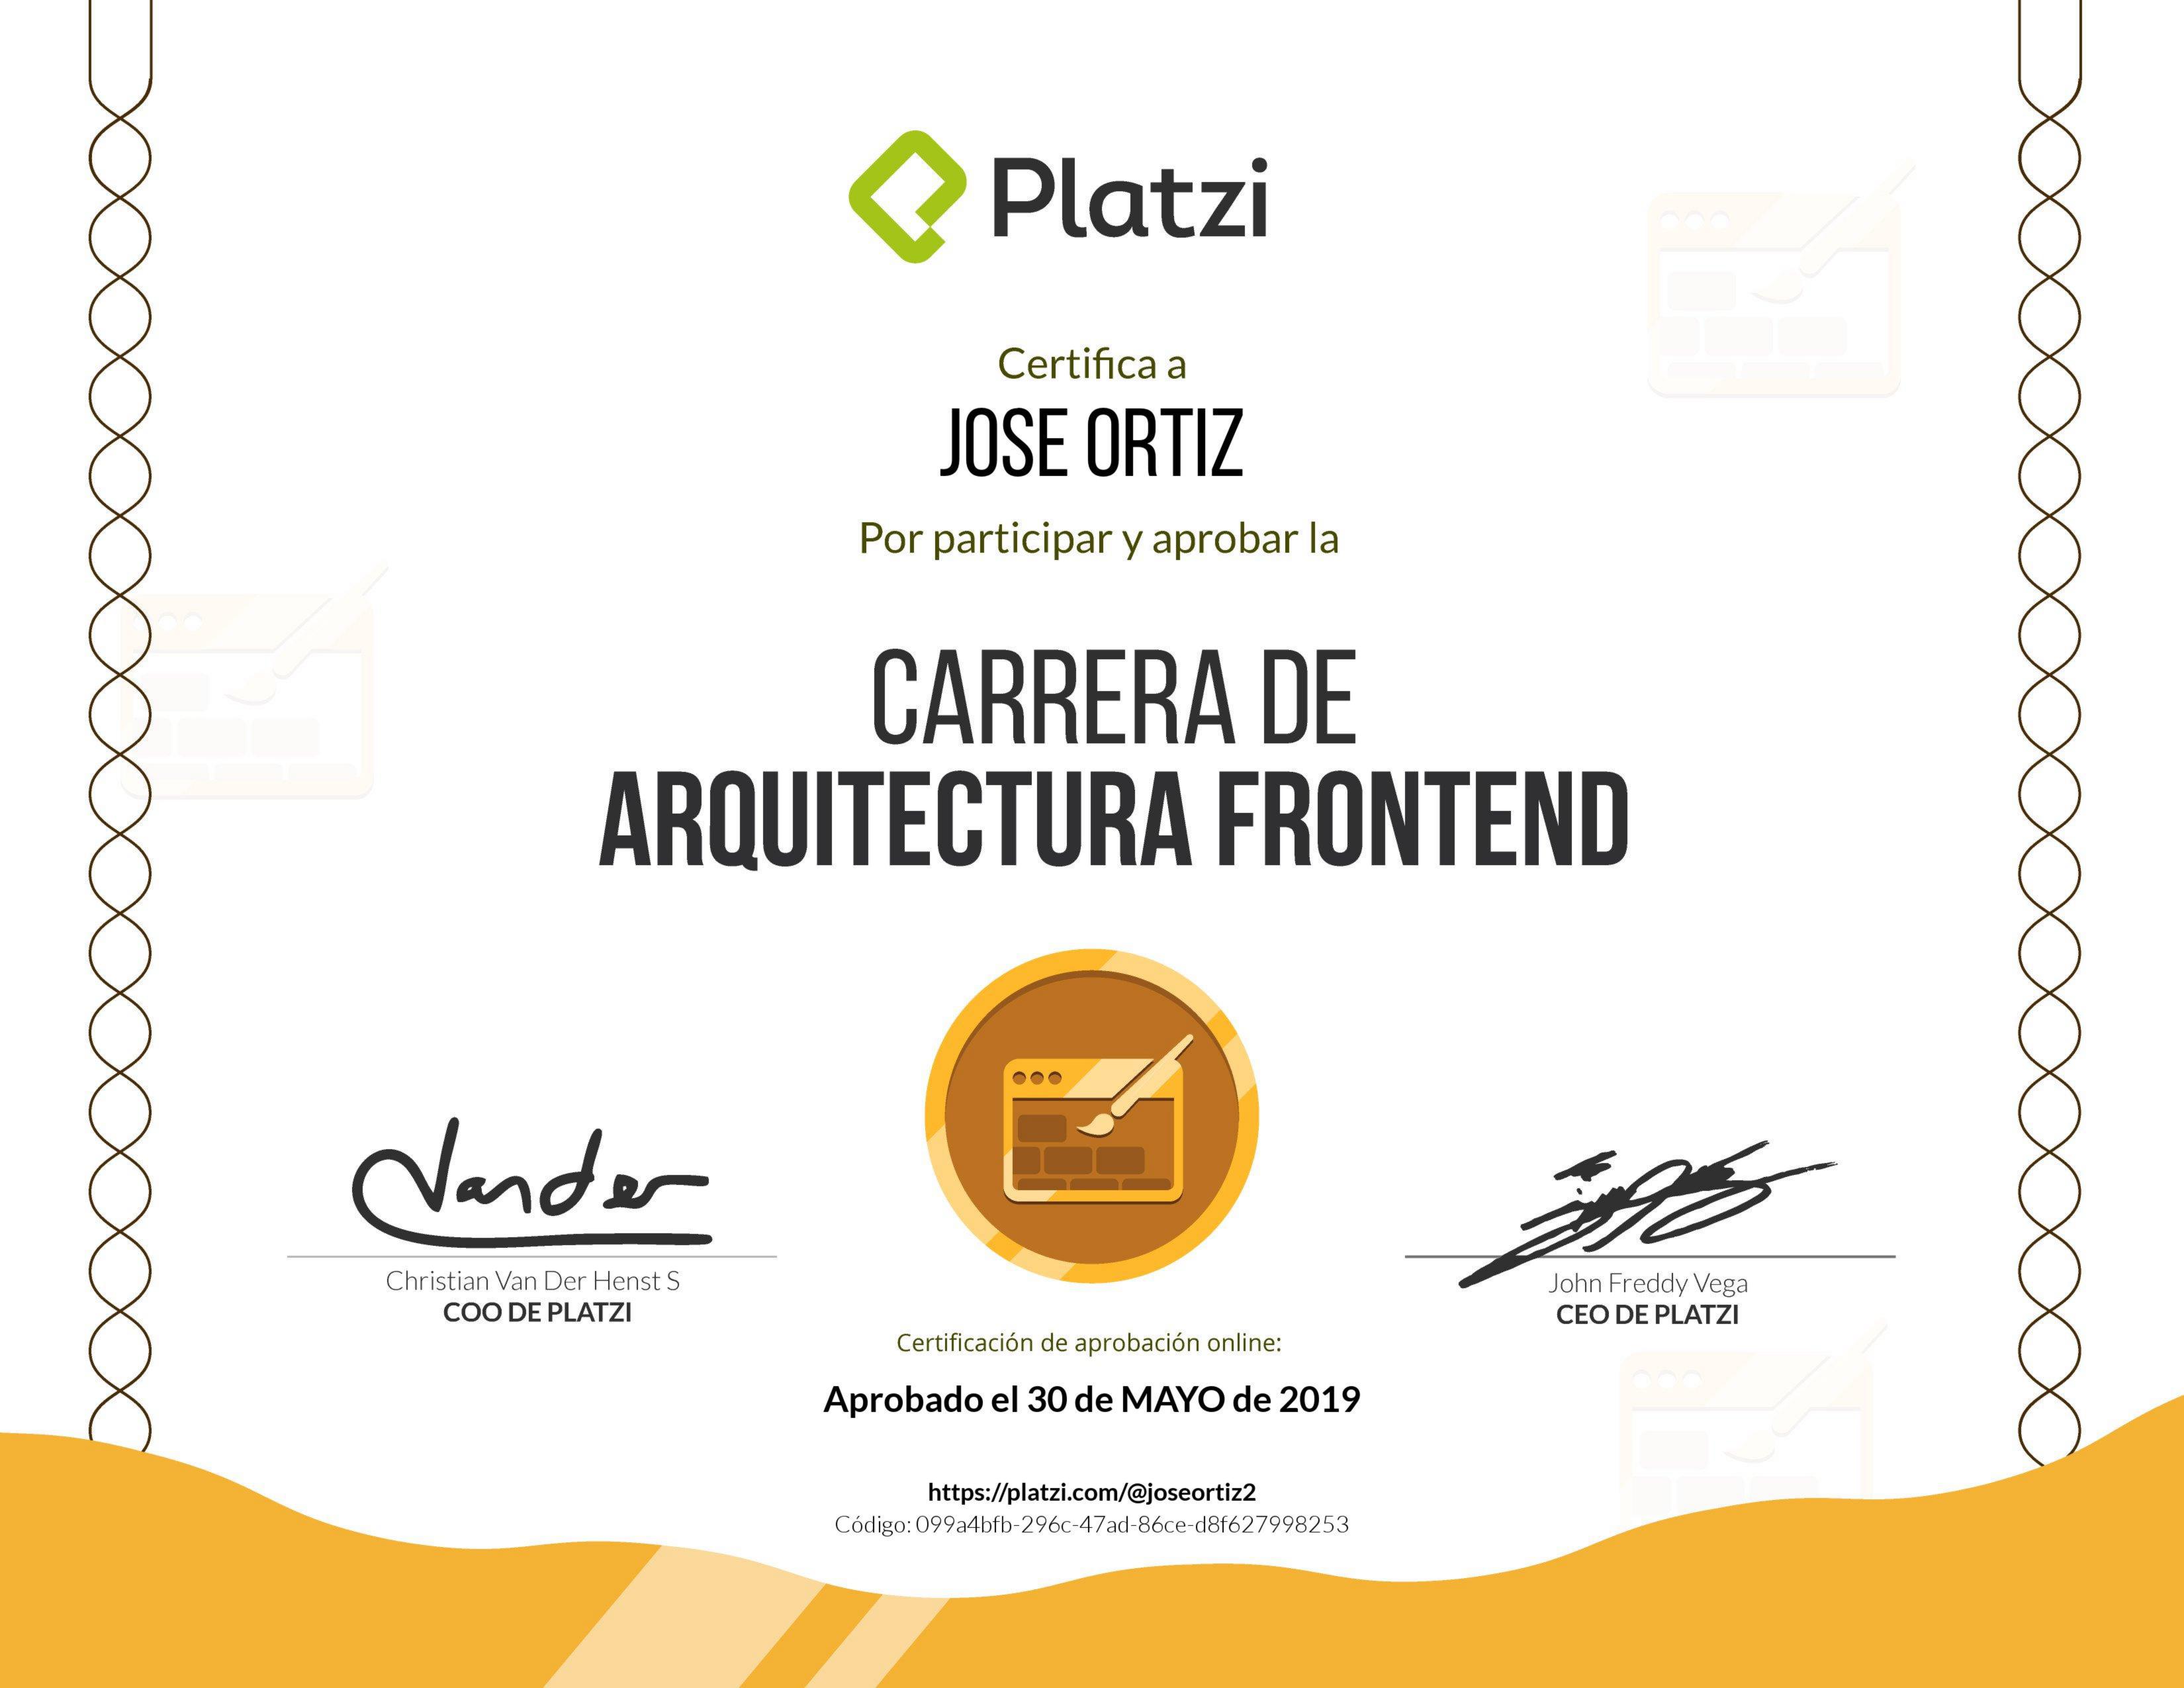 Platzi
Certifica a
JOSE ORTIZ
Por participar y aprobar la
CARRERA DE
ARQUITECTURA FRONTEND
Vander
Christian Van Der Henst S
COO DE PLATZI
John Freddy Vega
CEO DE PLATZI
Certificación de aprobación online:
Aprobado el 30 de MAYO de 2019
https://platzi.com/@joseortiz2
Código: 099a4bfb-296c-47ad-86ce-d8f627998253